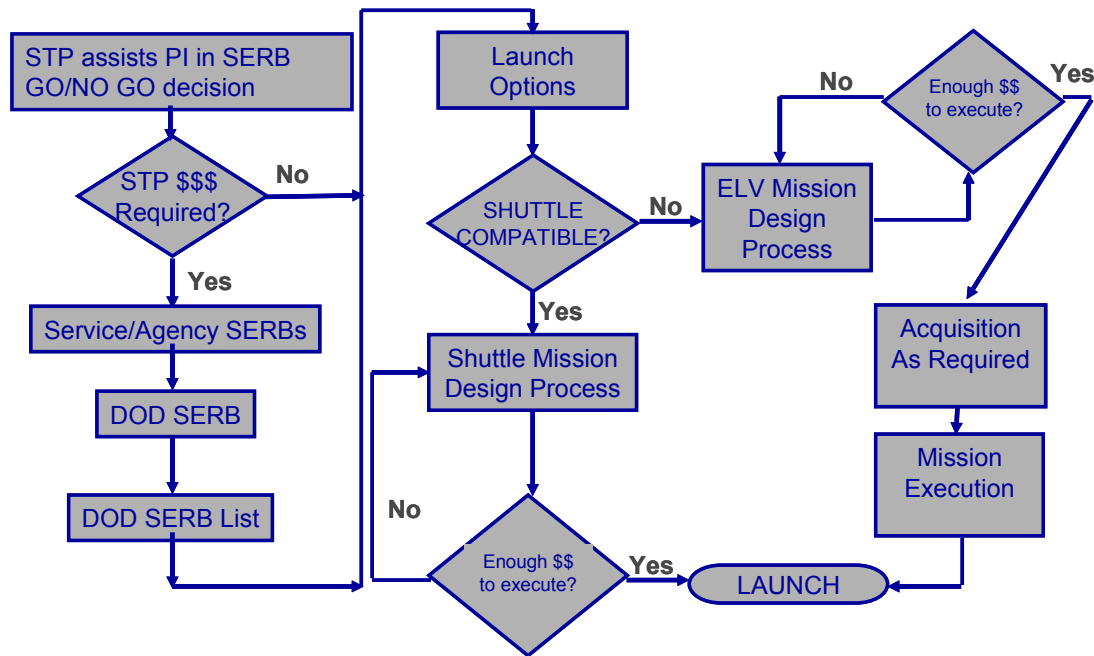 STP assists PI in SERB
GO/NO GO decision
STP $$$
Required?
No
Yes
Service/Agency SERBs
DOD SERB
DOD SERB List
Launch
Options
SHUTTLE
COMPATIBLE?
No
Yes
Shuttle Mission
Design Process
No
Enough $$
to execute?
Yes
LAUNCH
ELV Mission
Design
Process
No
Enough $$
to execute?
Yes
Acquisition
As Required
Mission
Execution